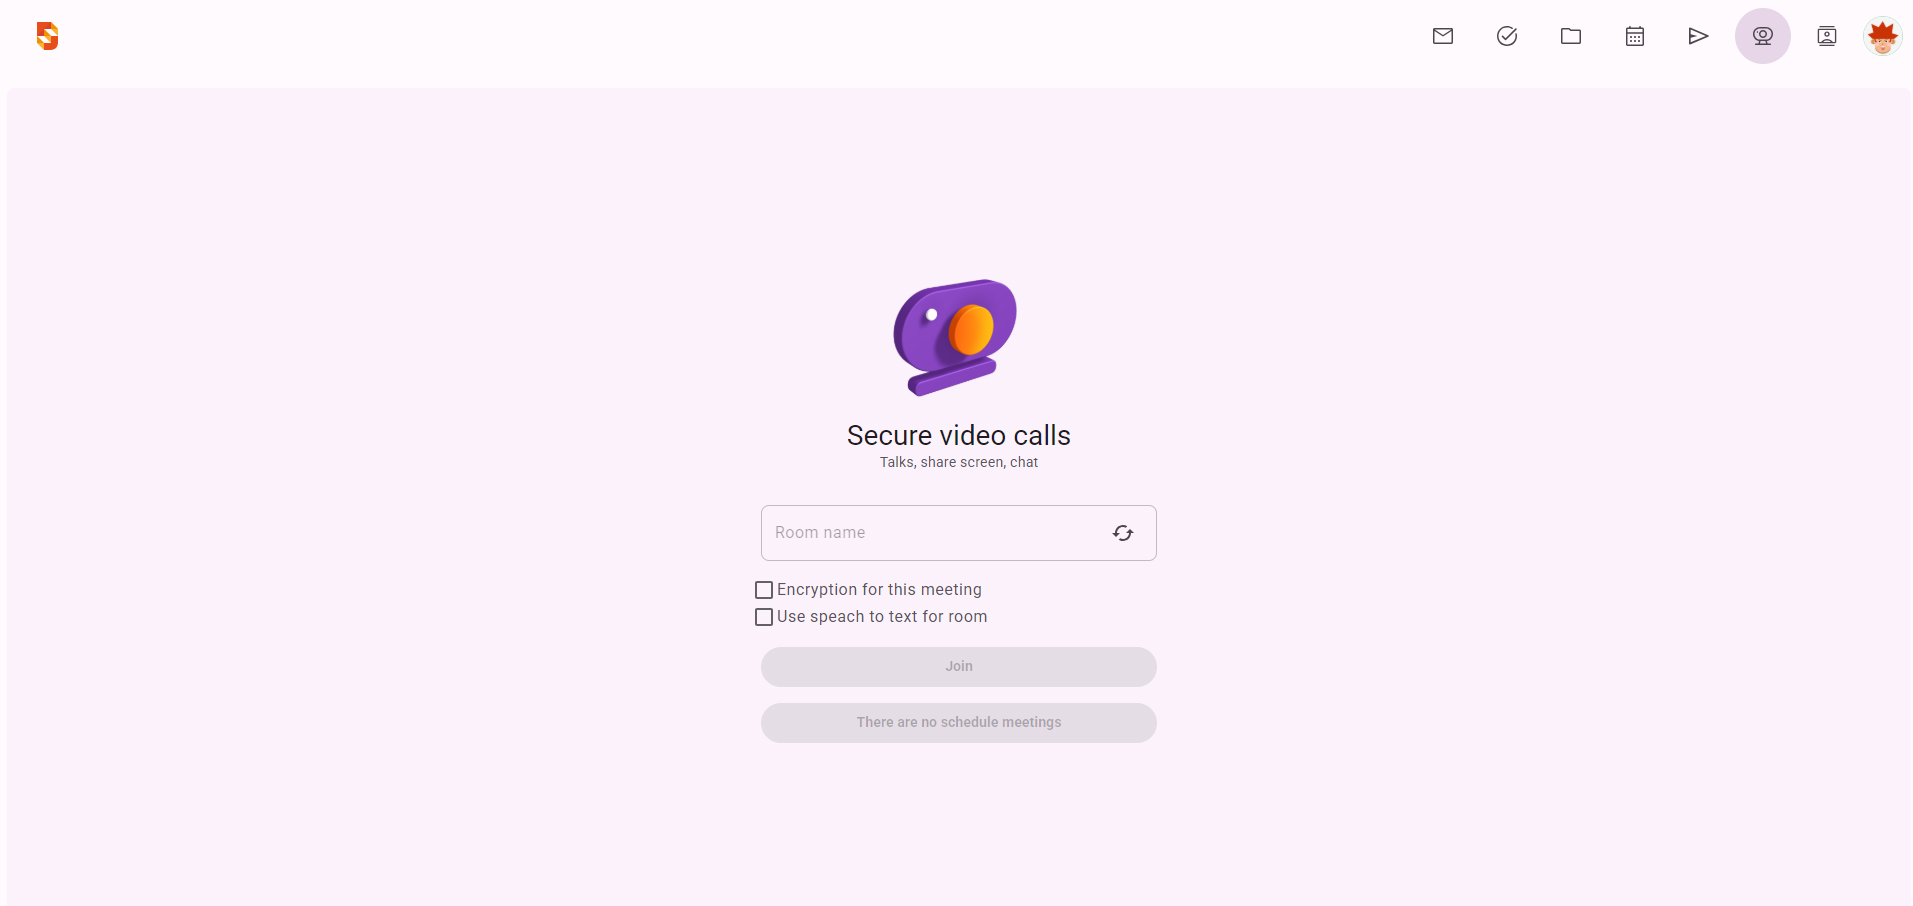 Secure video calls
Talks, share screen, chat
Room name
Encryption for this meeting
Use speach to text for room
Join
There are no schedule meetings